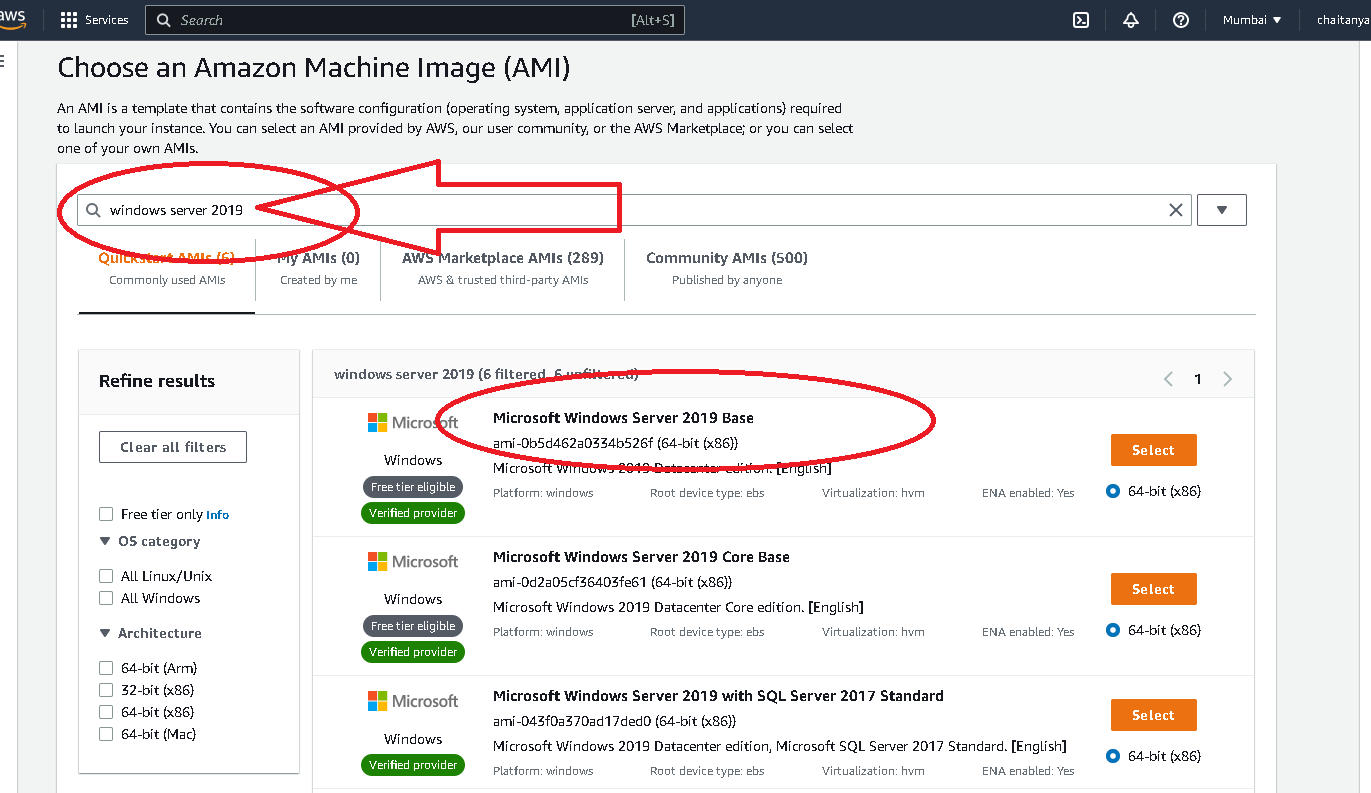 aws
Services
Search
[Alt+S]
Mumbai ▼
chaitanya
Choose an Amazon Machine Image (AMI)
An AMI is a template that contains the software configuration (operating system, application server, and applications) required
to launch your instance. You can select an AMI provided by AWS, our user community, or the AWS Marketplace; or you can select
one of your own AMIs.
windows server 2019
Quickstart AMIs (6)
Commonly used AMIs
My AMIs (0)
Created by me
AWS Marketplace AMIs (289)
AWS & trusted third-party AMIs
Community AMIs (500)
Published by anyone
Refine results
Clear all filters
Free tier only Info
OS category
All Linux/Unix
All Windows
Architecture
64-bit (Arm)
32-bit (x86)
64-bit (x86)
64-bit (Mac)
windows server 2019 (6 filtered, 6 unfiltered)
1
Microsoft
Windows
Free tier eligible
Verified provider
Microsoft Windows Server 2019 Base
ami-0b5d462a0334b526f (64-bit (x86))
Microsoft Windows 2019 Datacenter edition. [English]
Platform: windows
Root device type: ebs
Virtualization: hvm
ENA enabled: Yes
Select
64-bit (x86)
Microsoft
Windows
Free tier eligible
Verified provider
Microsoft Windows Server 2019 Core Base
ami-0d2a05cf36403fe61 (64-bit (x86))
Microsoft Windows 2019 Datacenter Core edition. [English]
Platform: windows
Root device type: ebs
Virtualization: hvm
ENA enabled: Yes
Select
64-bit (x86)
Microsoft
Windows
Verified provider
Microsoft Windows Server 2019 with SQL Server 2017 Standard
ami-043f0a370ad17ded0 (64-bit (x86))
Microsoft Windows 2019 Datacenter edition, Microsoft SQL Server 2017 Standard. [English]
Platform: windows
Root device type: ebs
Virtualization: hvm
ENA enabled: Yes
Select
64-bit (x86)